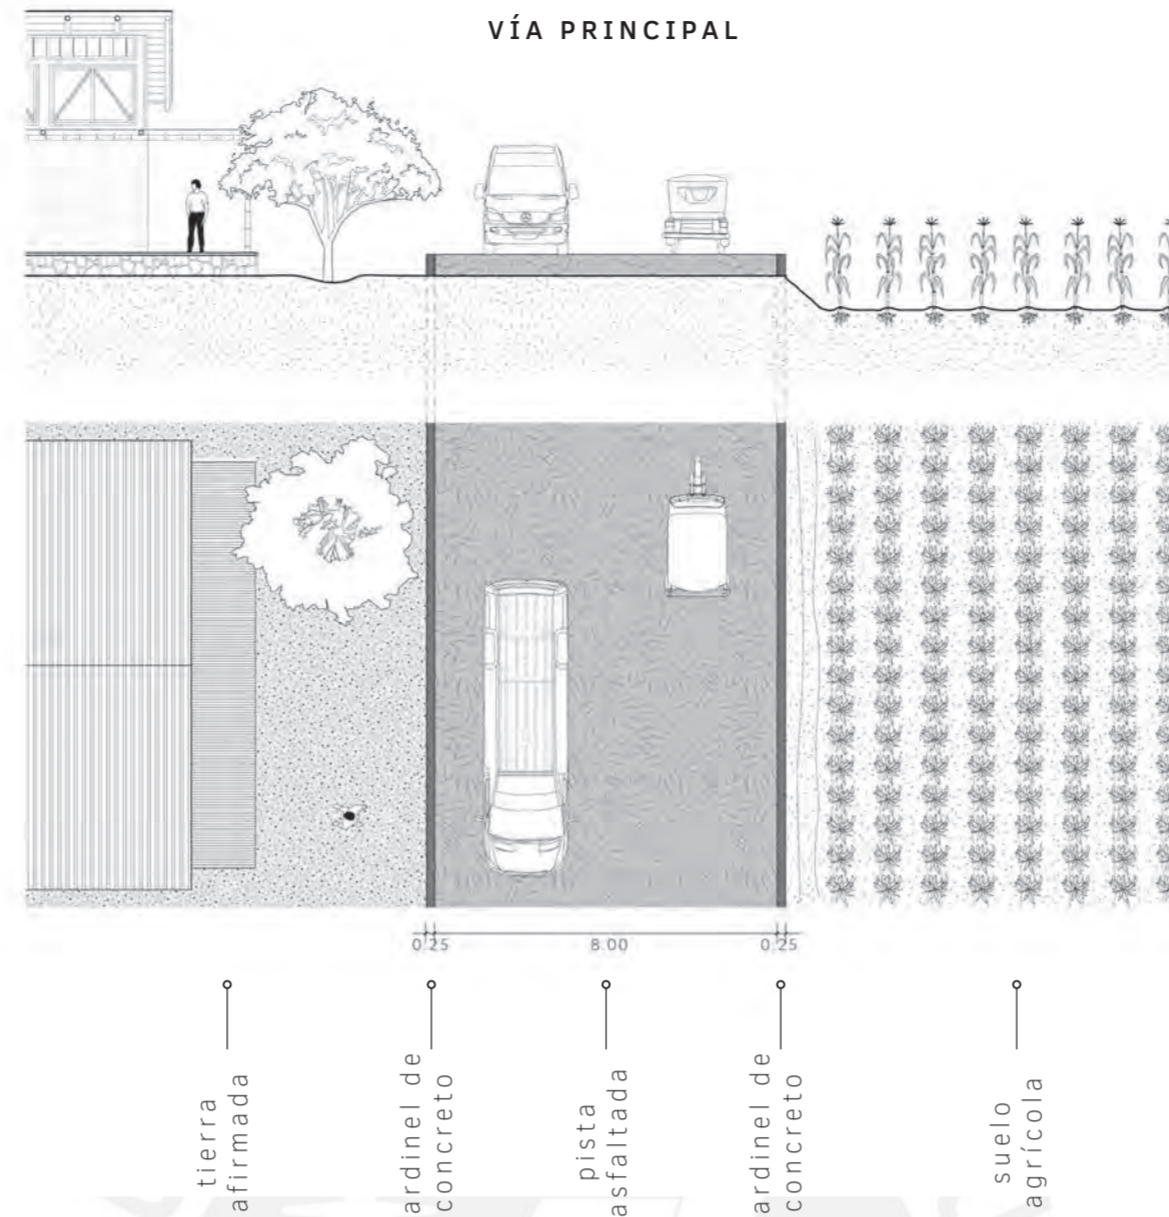 VÍA PRINCIPAL
0.25
8.00
0.25
tierra
afirmada
ardinel de
concreto
pista
asfaltada
ardinel de
concreto
suelo
agrícola